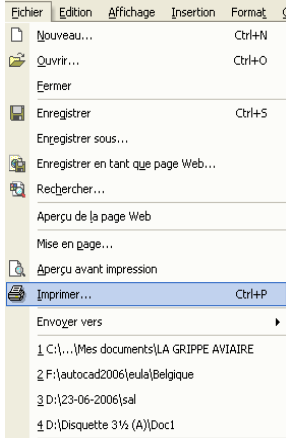 Fichier Edition Affichage Insertion Format
Nouveau... Ctrl+N
Ouvrir... Ctrl+O
Fermer
Enregistrer Ctrl+S
Enregistrer sous...
Enregistrer en tant que page Web...
Rechercher...
Aperçu de la page Web
Mise en page...
Aperçu avant impression
Imprimer... Ctrl+P
Envoyer vers
1 C:\...\Mes documents\LA GRIPPE AVIAIRE
2 F:\autocad2006\eula\Belgique
3 D:\23-06-2006\sal
4 D:\Disquette 3½ (A)\Doc1